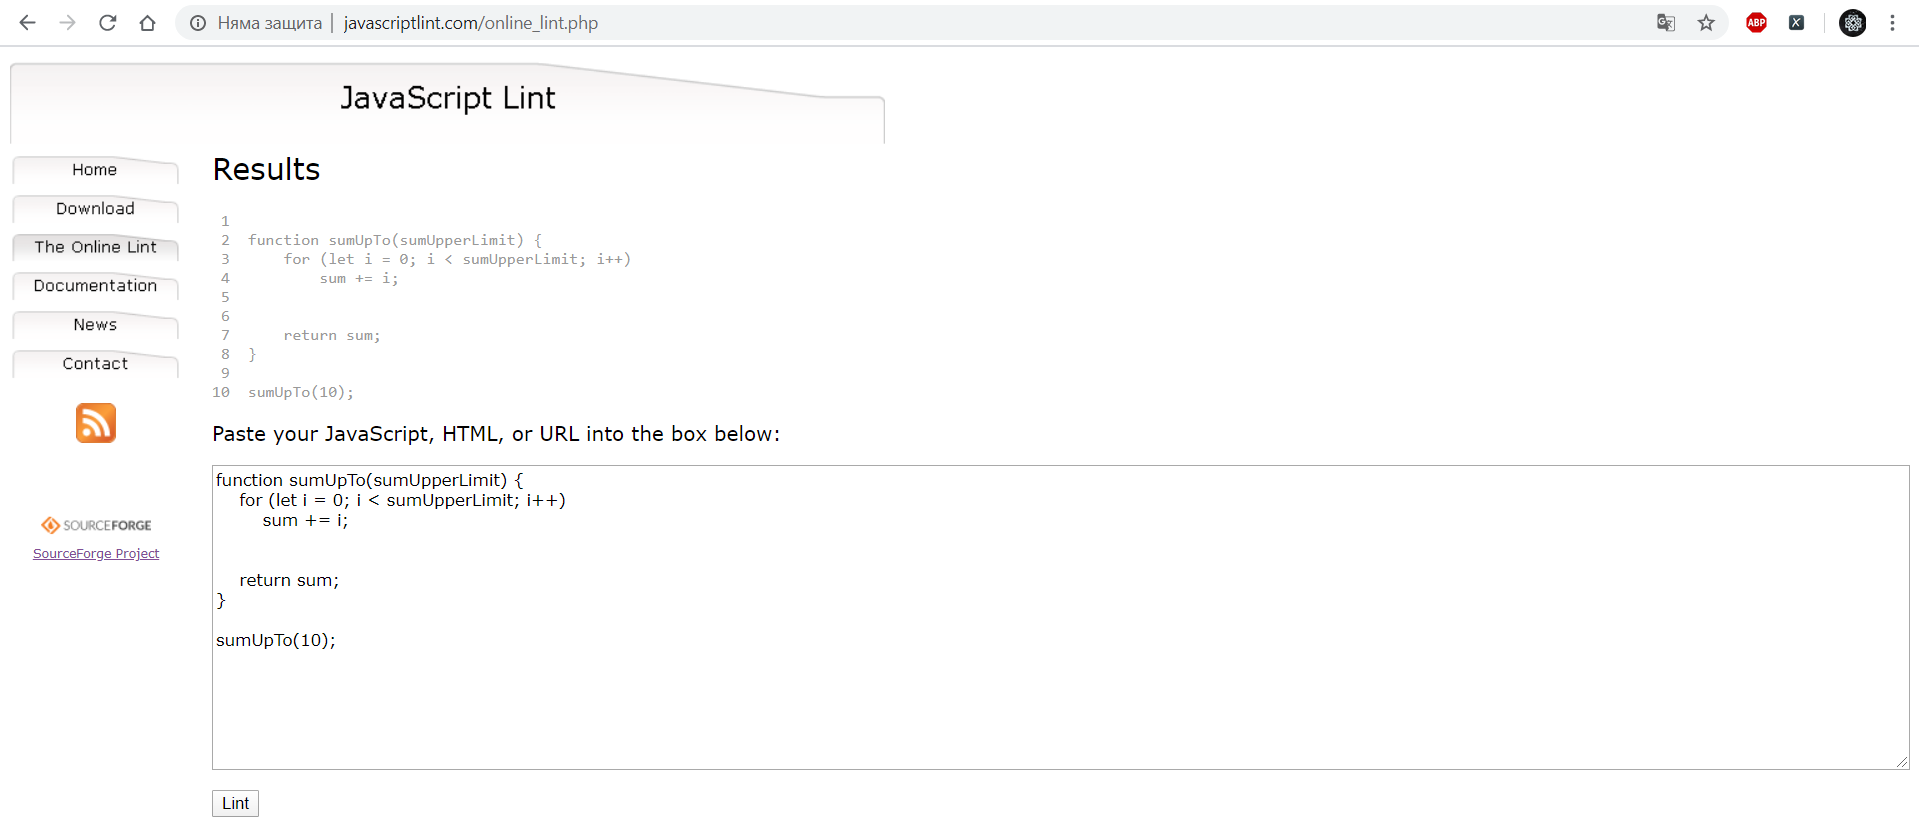 Няма защита | javascriptlint.com/online_lint.php
ABP
X
JavaScript Lint
Home
Download
The Online Lint
Documentation
News
Contact
SOURCEFORGE
SourceForge Project
Results
1
2 function sumUpTo(sumUpperLimit) {
3 for (let i = 0; i < sumUpperLimit; i++)
4 sum += i;
5
6
7 return sum;
8 }
9
10 sumUpTo(10);
Paste your JavaScript, HTML, or URL into the box below:
function sumUpTo(sumUpperLimit) {
for (let i = 0; i < sumUpperLimit; i++)
sum += i;
return sum;
}
sumUpTo(10);
Lint